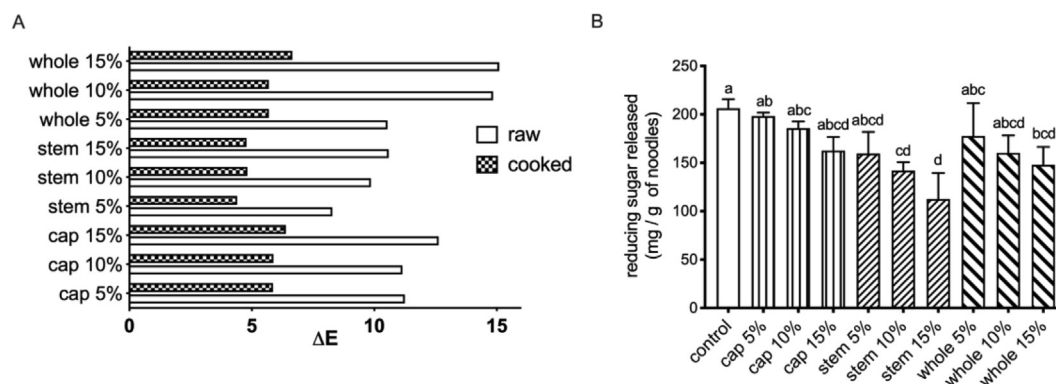 A
whole 15%
whole 10%
whole 5%
stem 15%
stem 10%
stem 5%
cap 15%
cap 10%
cap 5%
0 5 10 15
ΔE
raw
cooked
B
reducing sugar released
(mg / g of noodles)
250
200
150
100
50
0
a ab abc abcd abcd cd d abc abcd bcd
control
cap 5%
cap 10%
cap 15%
stem 5%
stem 10%
stem 15%
whole 5%
whole 10%
whole 15%